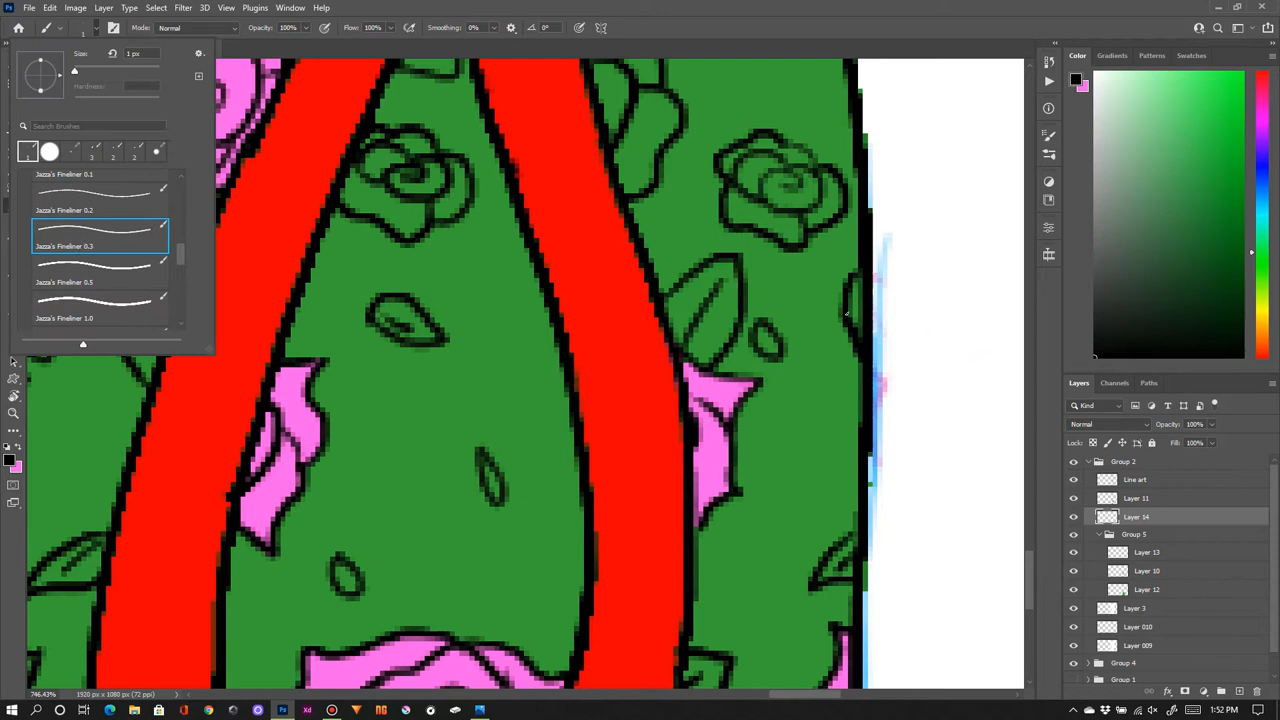 File Edit Image Layer Type Select Filter 3D View Plugins Window Help
1 Mode: Normal Opacity: 100% Flow: 100% Smoothing: 0% 0°
Size: 1 px
Hardness:
Search Brushes
1 3 2 2
Jazza's Fineliner 0.1
Jazza's Fineliner 0.2
Jazza's Fineliner 0.3
Jazza's Fineliner 0.5
Jazza's Fineliner 1.0
Color Gradients Patterns Swatches
Layers Channels Paths
Kind
Normal Opacity: 100%
Lock: Fill: 100%
Group 2
Line art
Layer 11
Layer 14
Group 5
Layer 13
Layer 10
Layer 12
Layer 3
Layer 010
Layer 009
Group 4
Group 1
746.43% 1920 px x 1080 px (72 ppi)
1:52 PM